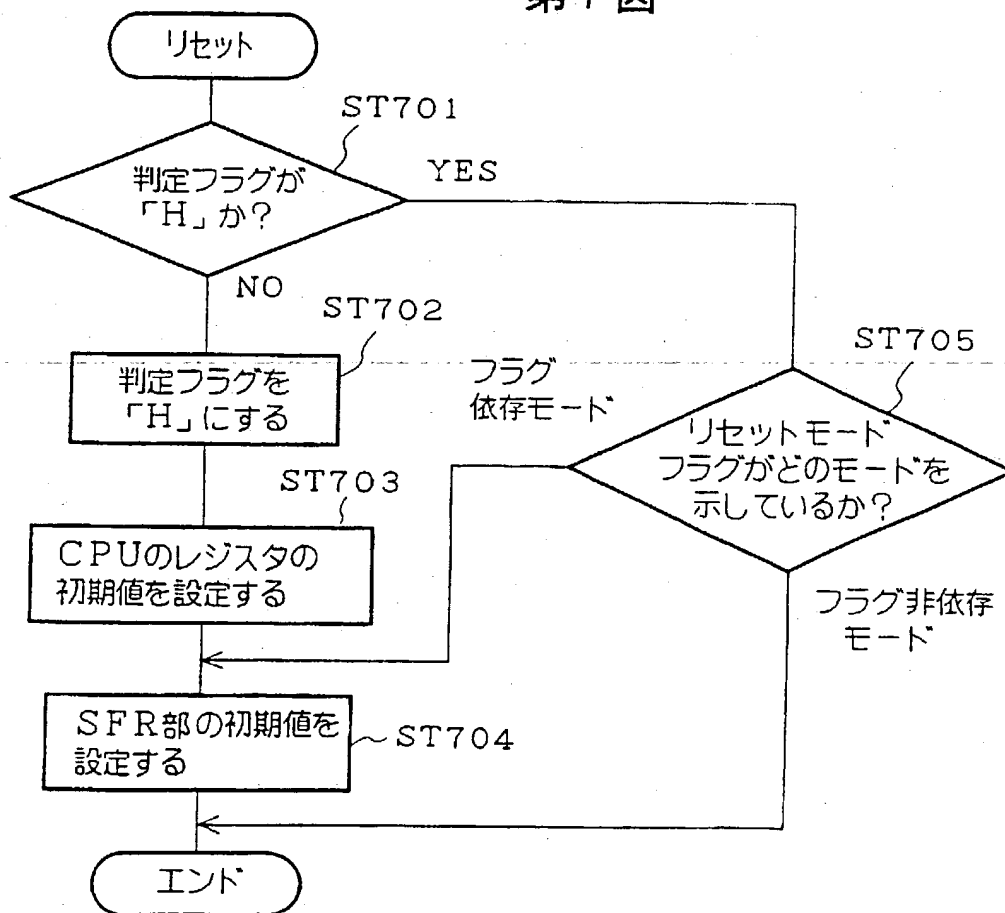 第7図
リセット
ST701
判定フラグが
「H」か?
YES
NO
ST702
判定フラグを
「H」にする
ST703
CPUのレジスタの
初期値を設定する
フラグ
依存モード
ST705
リセットモード
フラグがどのモードを
示しているか?
フラグ非依存
モード
SFR部の初期値を
設定する
ST704
エンド